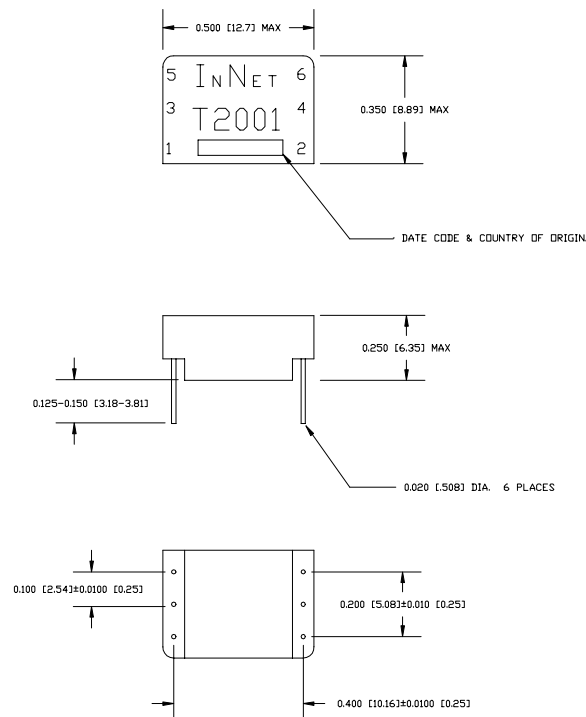 0.500 [12.7] MAX
5 InNet 6
3 T2001 4
1 2
0.350 [8.89] MAX
DATE CODE & COUNTRY OF ORIGIN.
0.250 [6.35] MAX
0.125-0.150 [3.18-3.81]
0.020 [.508] DIA. 6 PLACES
0.100 [2.54]±0.0100 [0.25]
0.200 [5.08]±0.010 [0.25]
0.400 [10.16]±0.0100 [0.25]